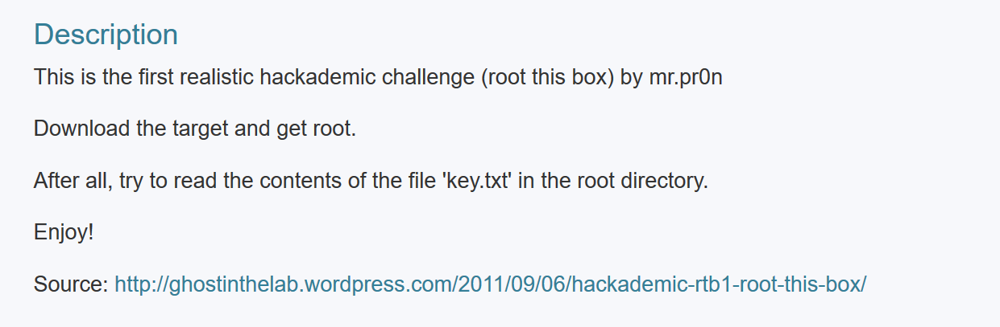 Description
This is the first realistic hackademic challenge (root this box) by mr.pr0n
Download the target and get root.
After all, try to read the contents of the file 'key.txt' in the root directory.
Enjoy!
Source: http://ghostinthelab.wordpress.com/2011/09/06/hackademic-rtb1-root-this-box/